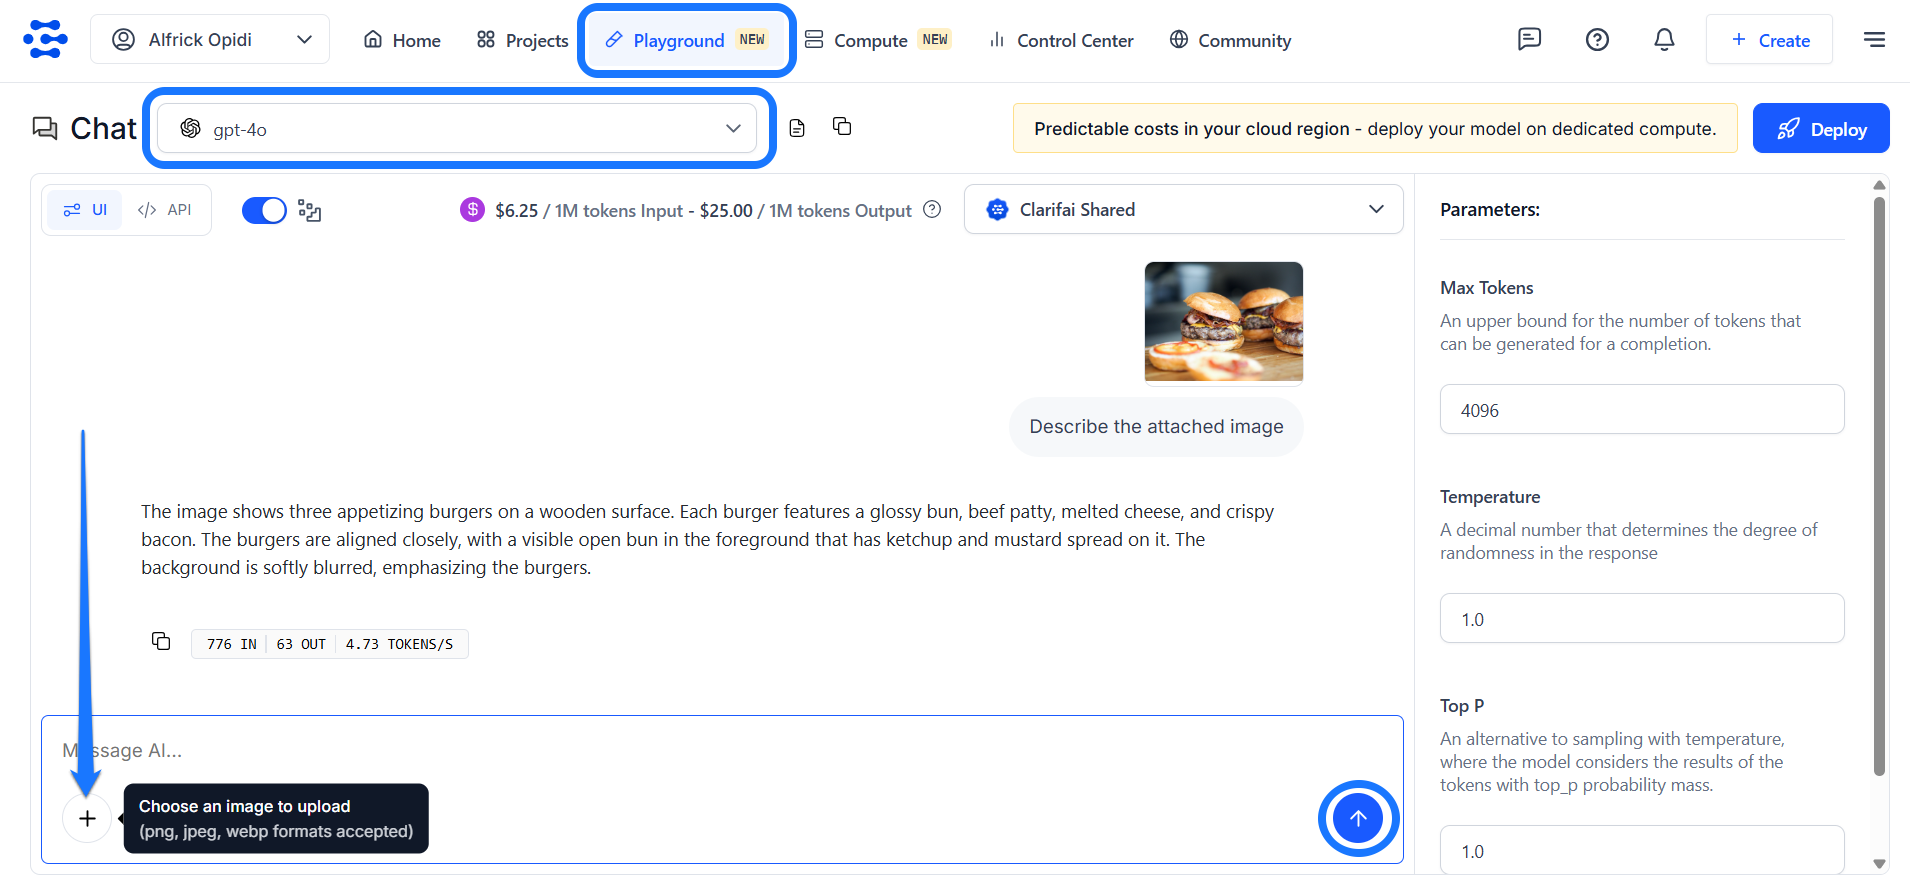 Alfrick Opidi
Home
Projects
Playground NEW
Compute NEW
Control Center
Community
+ Create
Chat
gpt-4o
Predictable costs in your cloud region - deploy your model on dedicated compute.
Deploy
UI
</> API
$ $6.25 / 1M tokens Input - $25.00 / 1M tokens Output ?
Clarifai Shared
Describe the attached image
The image shows three appetizing burgers on a wooden surface. Each burger features a glossy bun, beef patty, melted cheese, and crispy
bacon. The burgers are aligned closely, with a visible open bun in the foreground that has ketchup and mustard spread on it. The
background is softly blurred, emphasizing the burgers.
776 IN | 63 OUT | 4.73 TOKENS/S
Message AI...
Choose an image to upload
(png, jpeg, webp formats accepted)
Parameters:
Max Tokens
An upper bound for the number of tokens that
can be generated for a completion.
4096
Temperature
A decimal number that determines the degree of
randomness in the response
1.0
Top P
An alternative to sampling with temperature,
where the model considers the results of the
tokens with top_p probability mass.
1.0